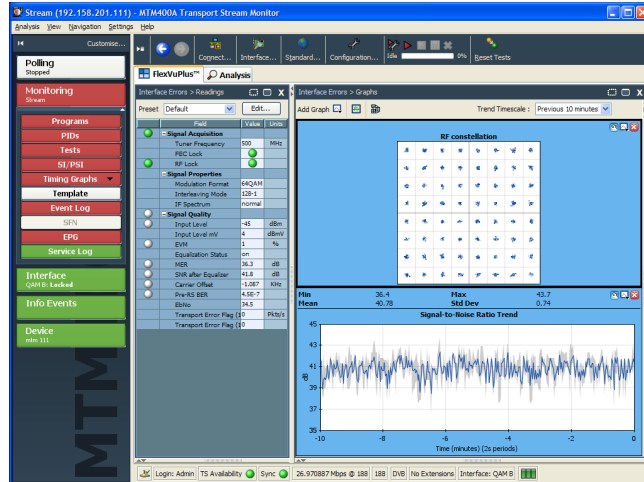 Stream (192.158.201.111) - MTM400A Transport Stream Monitor
Analysis View Navigation Settings Help
Customise...
Connect... Interface... Standard... Configuration... Idle 0% Reset Tests
Polling
Stopped
FlexVuPlus™ Analysis
Monitoring
Stream
Interface Errors > Readings
Interface Errors > Graphs
Preset Default Edit...
Add Graph
Trend Timescale : Previous 10 minutes
Programs
PIDs
Tests
SI/PSI
Timing Graphs
Template
Event Log
SFN
EPG
Service Log
Interface
QAM B: Locked
Info Events
Device
mtm 111
MTM
Field Value Units
Signal Acquisition
Tuner Frequency 500 MHz
FEC Lock
RF Lock
Signal Properties
Modulation Format 64QAM
Interleaving Mode 128-1
IF Spectrum normal
Signal Quality
Input Level -45 dBm
Input Level mV 4 dBmV
EVM 1 %
Equalization Status on
MER 36.3 dB
SNR after Equalizer 41.8 dB
Carrier Offset -1.087 KHz
Pre-RS BER 4.5E-7
EbNo 34.5
Transport Error Flag (10 Pkts/s
Transport Error Flag (10
RF constellation
Min 36.4 Max 43.7
Mean 40.78 Std Dev 0.74
Signal-to-Noise Ratio Trend
45
43
41
39
37
35
dB
-10 -8 -6 -4 -2 0
Time (minutes) (2s periods)
Login: Admin TS Availability Sync 26.970887 Mbps @ 188 188 DVB No Extensions Interface: QAM B